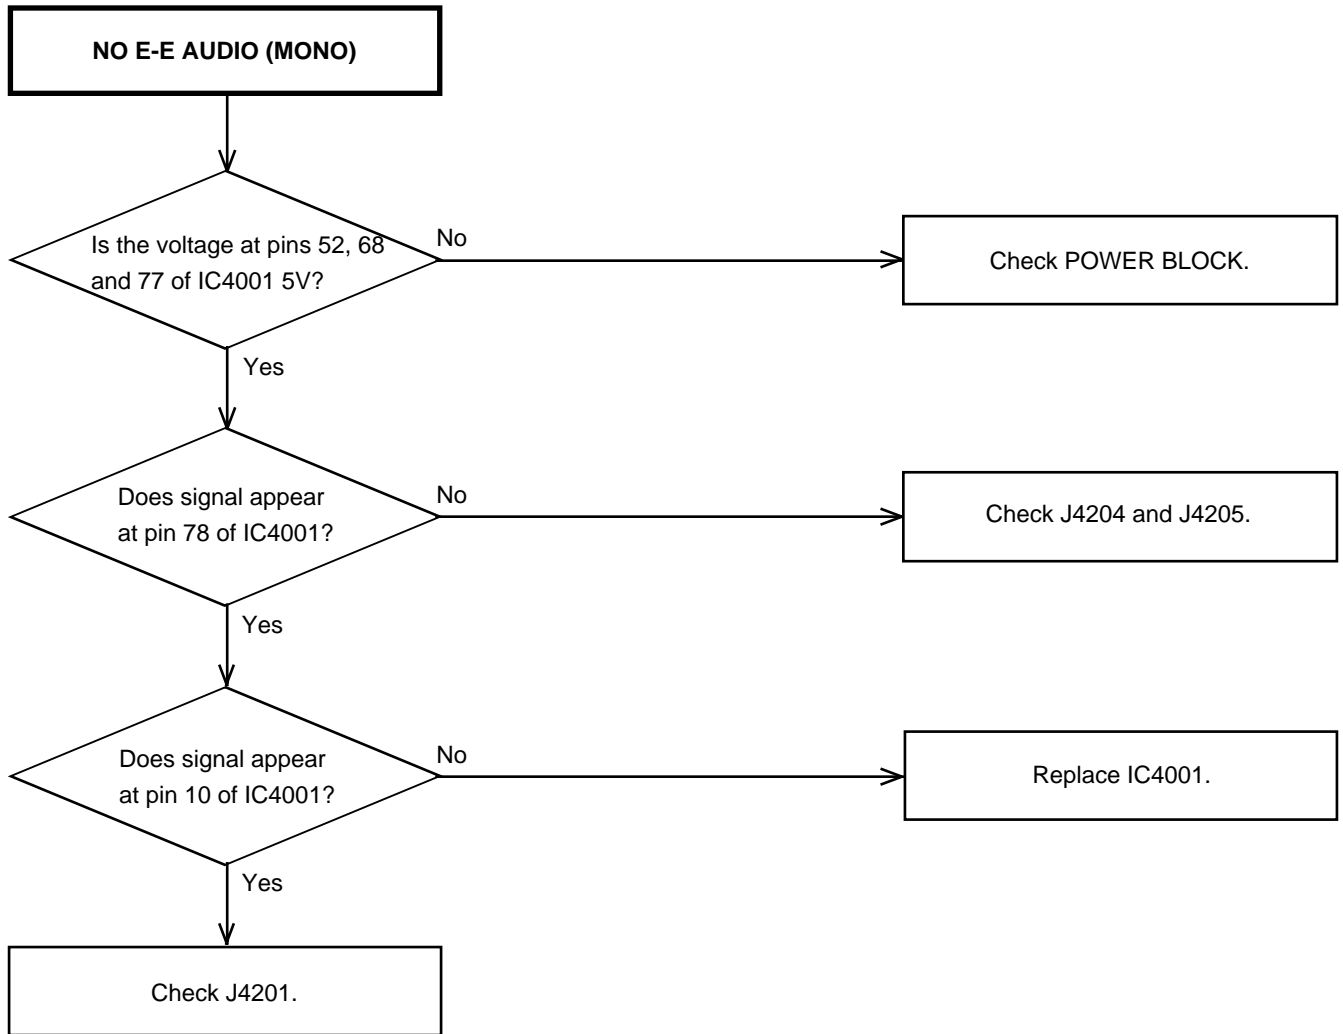 NO E-E AUDIO (MONO)
Is the voltage at pins 52, 68
and 77 of IC4001 5V?
No
Check POWER BLOCK.
Yes
Does signal appear
at pin 78 of IC4001?
No
Check J4204 and J4205.
Yes
Does signal appear
at pin 10 of IC4001?
No
Replace IC4001.
Yes
Check J4201.